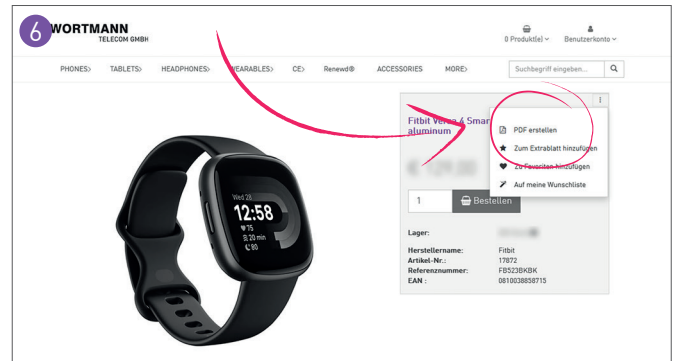 6
WORTMANN
TELECOM GMBH
0 Produkt(e)
Benutzerkonto
PHONES> TABLETS> HEADPHONES> WEARABLES> CE> Renewd® ACCESSORIES MORE>
Suchbegriff eingeben...
Fitbit Versa 4 Smar
aluminum
PDF erstellen
Zum Extrablatt hinzufügen
Zu Favoriten hinzufügen
Auf meine Wunschliste
1 Bestellen
Lager:
Herstellername: Fitbit
Artikel-Nr.: 17872
Referenznummer: FB523BKBK
EAN : 0810038858715
Wed 28
12:58
75
20 min
80